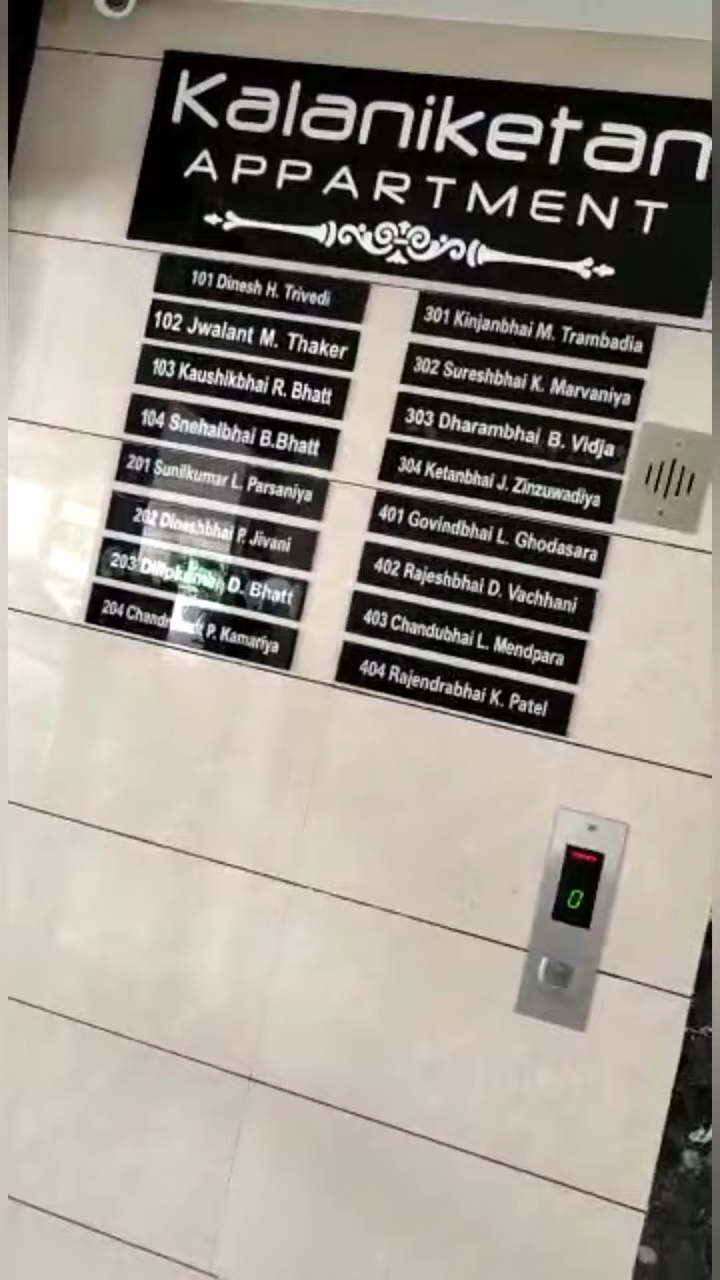 Kalaniketan
APPARTMENT
101 Dinesh H. Trivedi
102 Jwalant M. Thaker
103 Kaushikbhai R. Bhatt
104 Snehalbhai B.Bhatt
201 Sunilkumar L. Parsaniya
202 Dineshbhai P. Jivani
203 D. Bhatt
204 P. Kamariya
301 Kinjanbhai M. Trambadia
302 Sureshbhai K. Marvaniya
303 Dharambhai B. Vidja
304 Ketanbhai J. Zinzuwadiya
401 Govindbhai L. Ghodasara
402 Rajeshbhai D. Vachhani
403 Chandubhai L. Mendpara
404 Rajendrabhai K. Patel
0